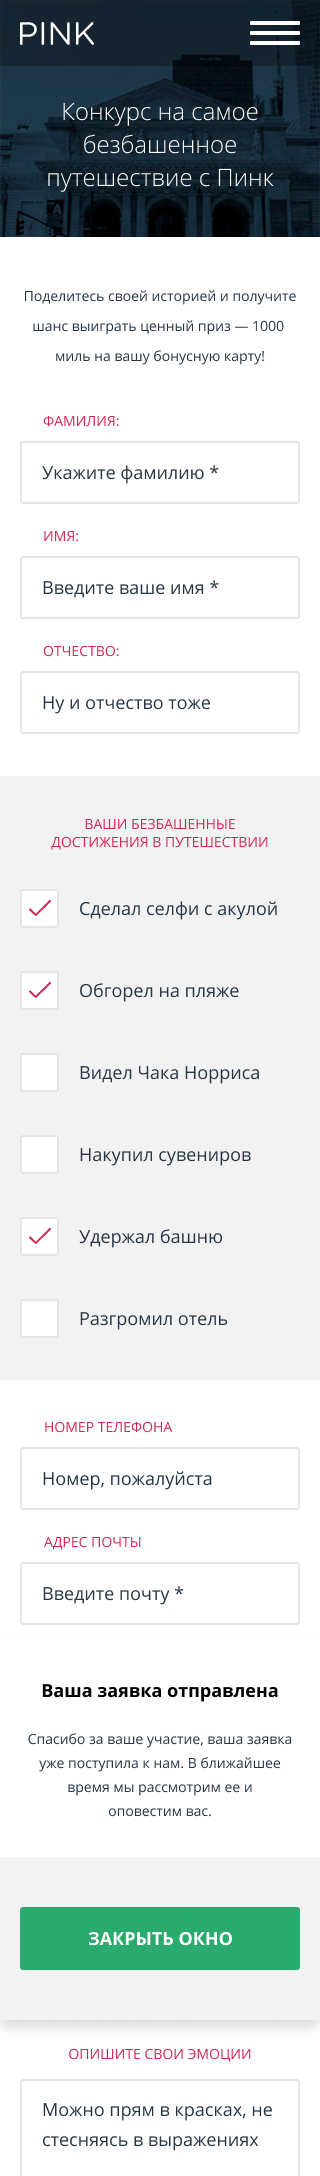 PINK
Конкурс на самое
безбашенное
путешествие с Пинк
Поделитесь своей историей и получите
шанс выиграть ценный приз — 1000
миль на вашу бонусную карту!
ФАМИЛИЯ:
Укажите фамилию *
ИМЯ:
Введите ваше имя *
ОТЧЕСТВО:
Ну и отчество тоже
ВАШИ БЕЗБАШЕННЫЕ
ДОСТИЖЕНИЯ В ПУТЕШЕСТВИИ
Сделал селфи с акулой
Обгорел на пляже
Видел Чака Норриса
Накупил сувениров
Удержал башню
Разгромил отель
НОМЕР ТЕЛЕФОНА
Номер, пожалуйста
АДРЕС ПОЧТЫ
Введите почту *
Ваша заявка отправлена
Спасибо за ваше участие, ваша заявка
уже поступила к нам. В ближайшее
время мы рассмотрим ее и
оповестим вас.
ЗАКРЫТЬ ОКНО
ОПИШИТЕ СВОИ ЭМОЦИИ
Можно прям в красках, не
стесняясь в выражениях